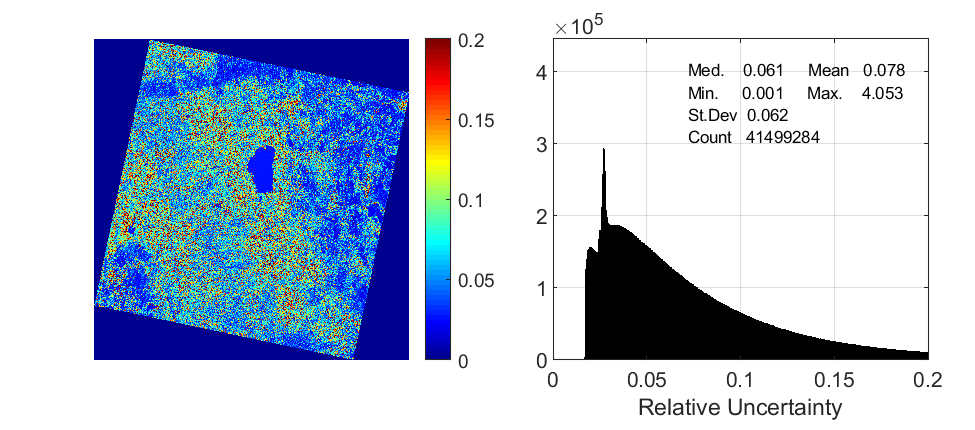 0.2
0.15
0.1
0.05
0
×10⁵
4
3
2
1
0
Med. 0.061 Mean 0.078
Min. 0.001 Max. 4.053
St.Dev 0.062
Count 41499284
0 0.05 0.1 0.15 0.2
Relative Uncertainty